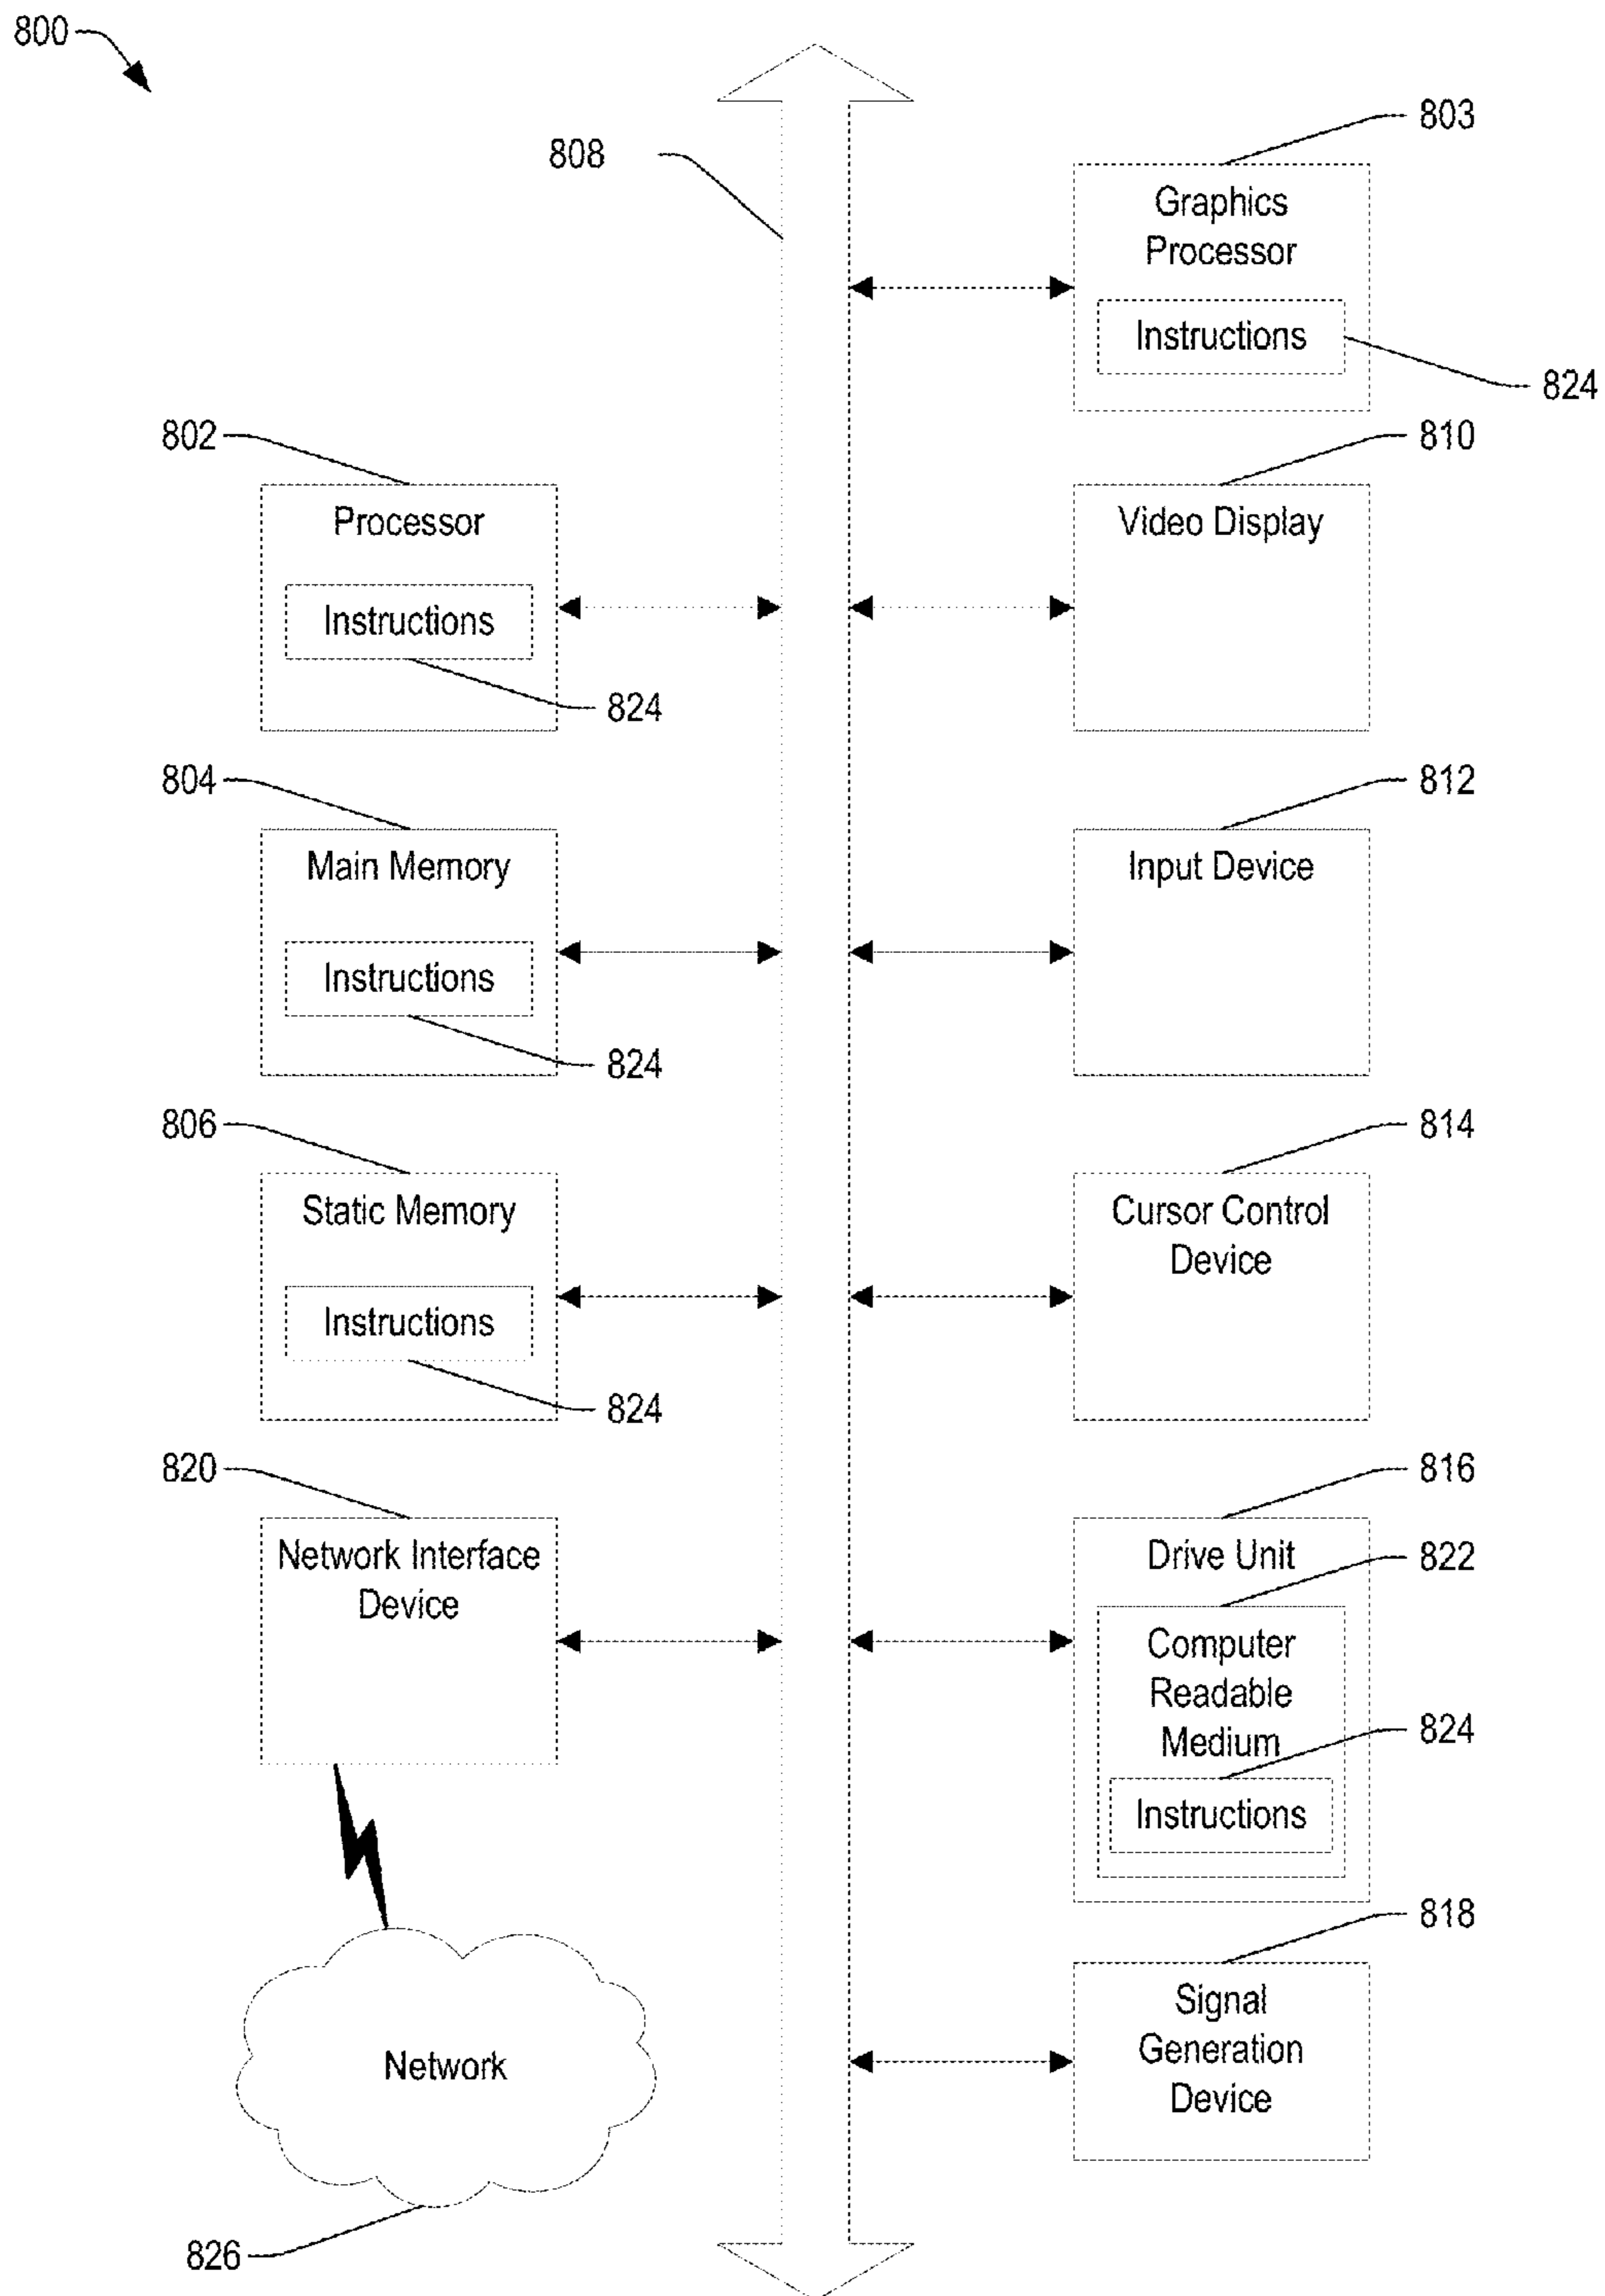 800
808
803
Graphics
Processor
Instructions
824
802
Processor
Instructions
824
810
Video Display
804
Main Memory
Instructions
824
812
Input Device
806
Static Memory
Instructions
824
814
Cursor Control
Device
820
Network Interface
Device
816
Drive Unit
822
Computer
Readable
Medium
824
Instructions
818
Signal
Generation
Device
Network
826